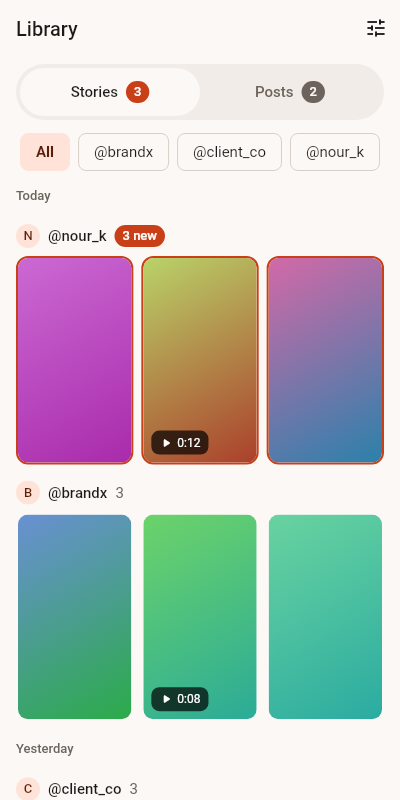 Library
Stories 3 Posts 2
All @brandx @client_co @nour_k
Today
N @nour_k 3 new
0:12
B @brandx 3
0:08
Yesterday
C @client_co 3